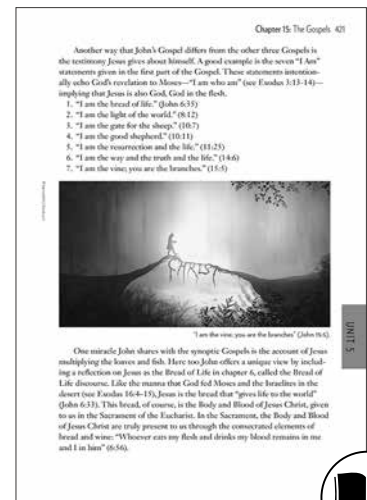 Chapter 15: The Gospels 421
Another way that John's Gospel differs from the other three Gospels is
the testimony Jesus gives about himself. A good example is the seven "I Am"
statements given in the first part of the Gospel. These statements intention-
ally echo God's revelation to Moses—"I am who am" (see Exodus 3:13–14)—
implying that Jesus is also God, God in the flesh.
1. "I am the bread of life." (John 6:35)
2. "I am the light of the world." (8:12)
3. "I am the gate for the sheep." (10:7)
4. "I am the good shepherd." (10:11)
5. "I am the resurrection and the life." (11:25)
6. "I am the way and the truth and the life." (14:6)
7. "I am the vine; you are the branches." (15:5)
CHRIST
"I am the vine; you are the branches" (John 15:5).
UNIT 5
One miracle John shares with the synoptic Gospels is the account of Jesus
multiplying the loaves and fish. Here too John offers a unique view by includ-
ing a reflection on Jesus as the Bread of Life in chapter 6, called the Bread of
Life discourse. Like the manna that God fed Moses and the Israelites in the
desert (see Exodus 16:4–15), Jesus is the bread that "gives life to the world"
(John 6:33). This bread, of course, is the Body and Blood of Jesus Christ, given
to us in the Sacrament of the Eucharist. In the Sacrament, the Body and Blood
of Jesus Christ are truly present to us through the consecrated elements of
bread and wine: "Whoever eats my flesh and drinks my blood remains in me
and I in him" (6:56).